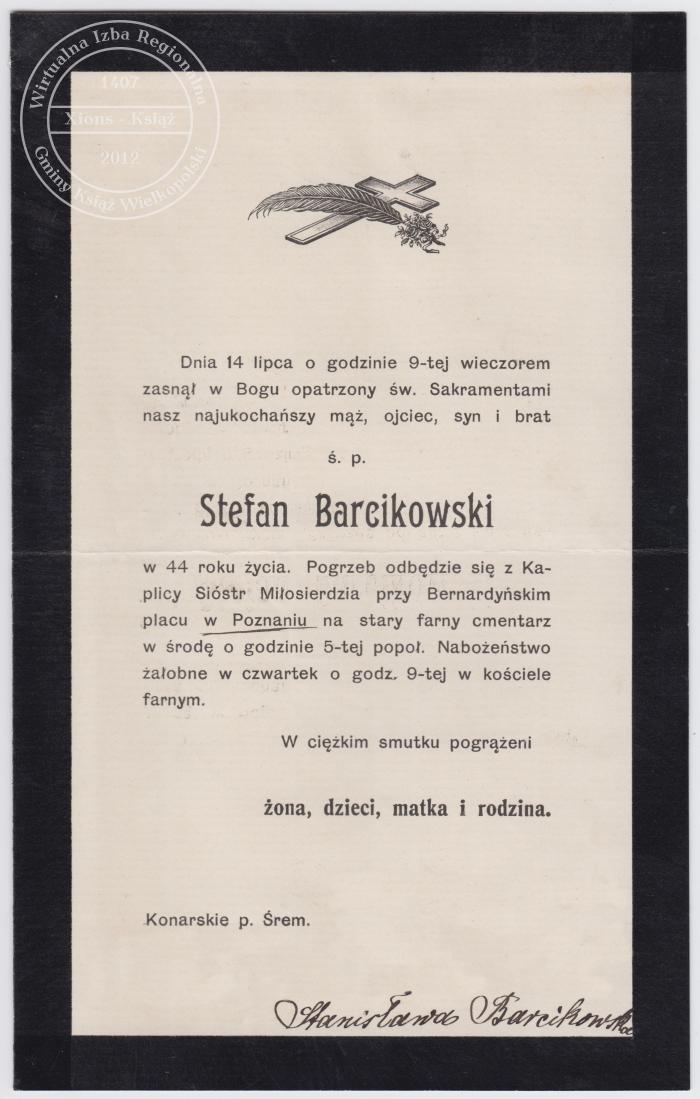 Wirtualna Izba Regionalna
1407
Xions - Książ
2012
Gminy Książ Wielkopolski
Dnia 14 lipca o godzinie 9-tej wieczorem
zasnął w Bogu opatrzony św. Sakramentami
nasz najukochańszy mąż, ojciec, syn i brat
ś. p.
Stefan Barcikowski
w 44 roku życia. Pogrzeb odbędzie się z Ka-
plicy Sióstr Miłosierdzia przy Bernardyńskim
placu w Poznaniu na stary farny cmentarz
w środę o godzinie 5-tej popoł. Nabożeństwo
żałobne w czwartek o godz. 9-tej w kościele
farnym.
W ciężkim smutku pogrążeni
żona, dzieci, matka i rodzina.
Konarskie p. Śrem.
Stanisława Barcikowska